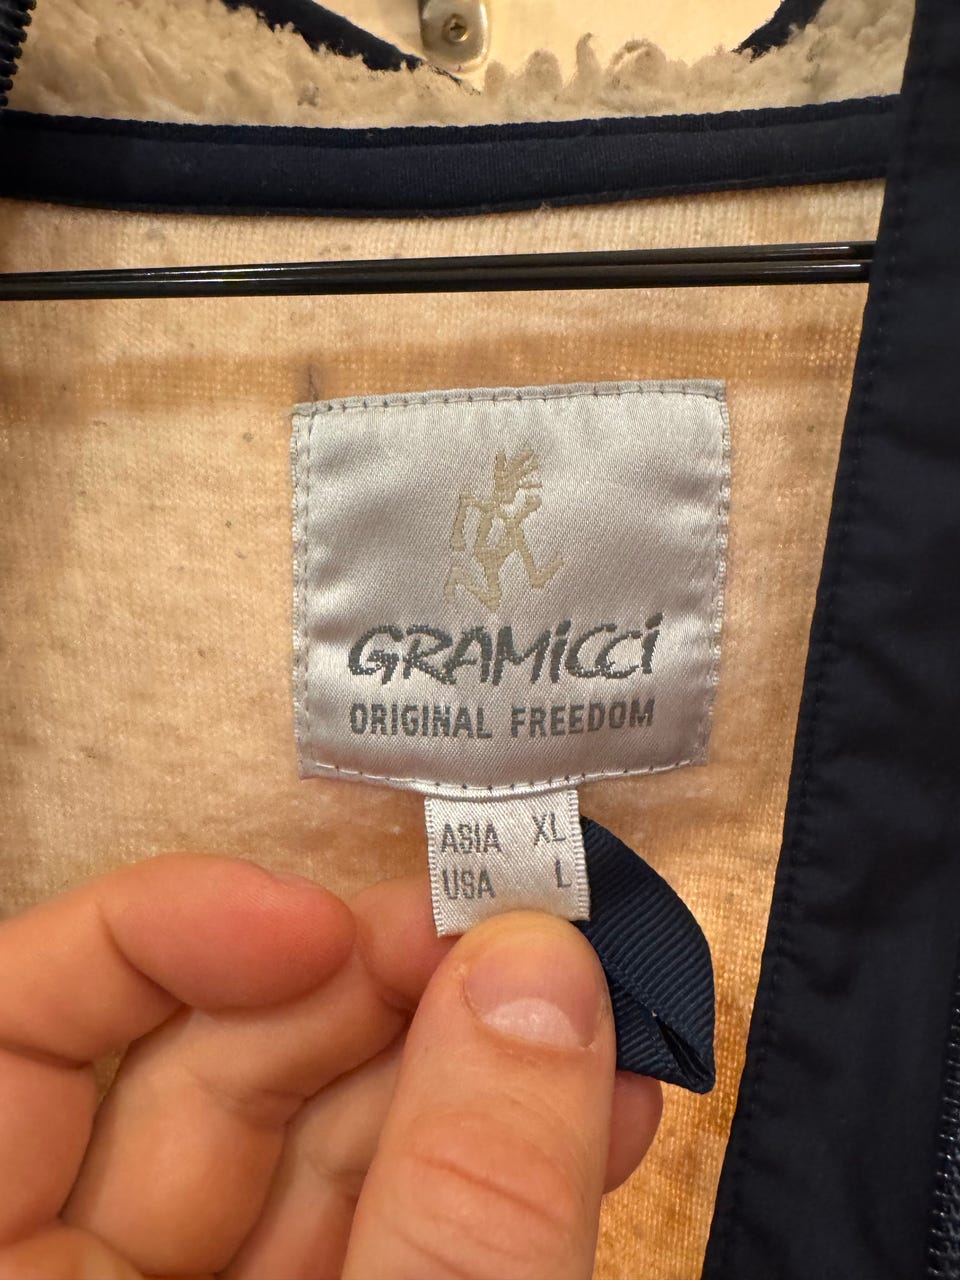 GRAMiCCi
ORIGINAL FREEDOM
ASIA XL
USA L